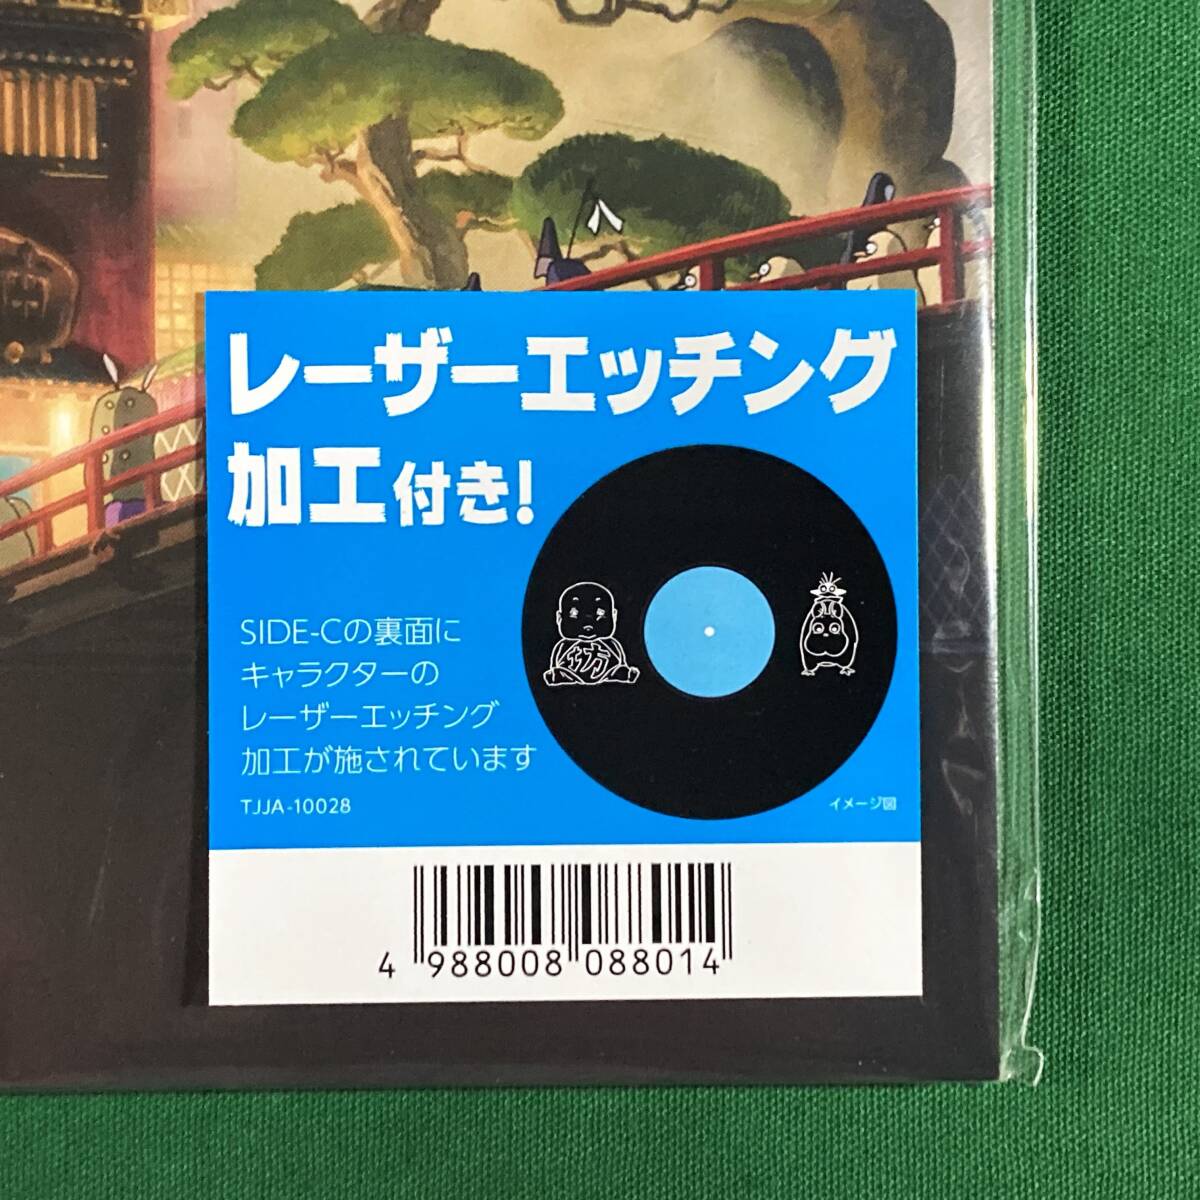 レーザーエッチング
加工付き!
SIDE-Cの裏面に
キャラクターの
レーザーエッチング
加工が施されています
TJJA-10028
坊
イメージ図
4 988008 088014